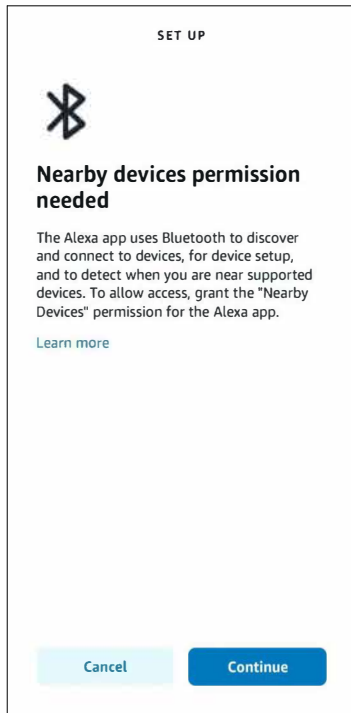 SET UP
Nearby devices permission
needed
The Alexa app uses Bluetooth to discover
and connect to devices, for device setup,
and to detect when you are near supported
devices. To allow access, grant the "Nearby
Devices" permission for the Alexa app.
Learn more
Cancel
Continue